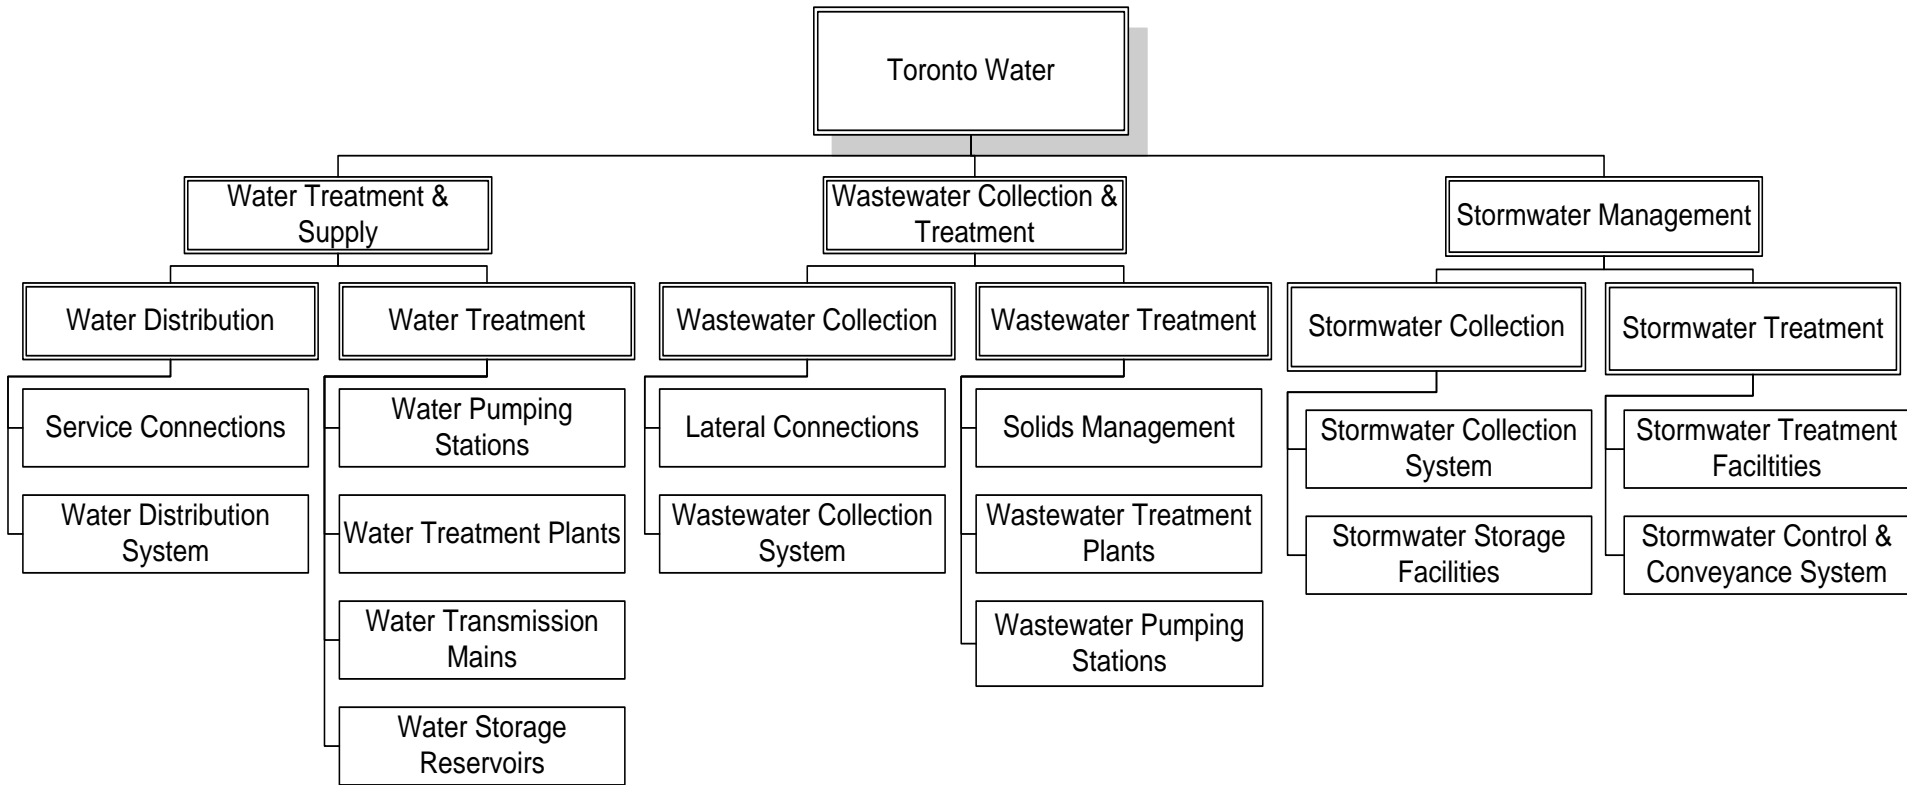 Toronto Water
Water Treatment &
Supply
Wastewater Collection &
Treatment
Stormwater Management
Water Distribution
Water Treatment
Wastewater Collection
Wastewater Treatment
Stormwater Collection
Stormwater Treatment
Service Connections
Water Distribution
System
Water Pumping
Stations
Water Treatment Plants
Water Transmission
Mains
Water Storage
Reservoirs
Lateral Connections
Wastewater Collection
System
Solids Management
Wastewater Treatment
Plants
Wastewater Pumping
Stations
Stormwater Collection
System
Stormwater Storage
Facilities
Stormwater Treatment
Faciltities
Stormwater Control &
Conveyance System